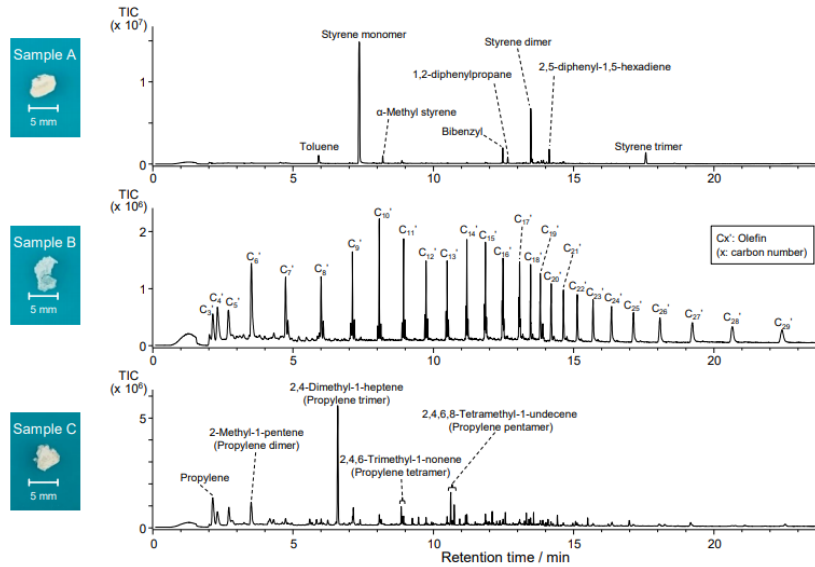 TIC
(x 10⁷)
Sample A
5 mm
Styrene monomer
Styrene dimer
1,2-diphenylpropane
2,5-diphenyl-1,5-hexadiene
α-Methyl styrene
Bibenzyl
Toluene
Styrene trimer
1
0
0 5 10 15 20
TIC
(x 10⁶)
Sample B
5 mm
C₃' C₄' C₅' C₆' C₇' C₈' C₉' C₁₀' C₁₁' C₁₂' C₁₃' C₁₄' C₁₅' C₁₆' C₁₇' C₁₈' C₁₉' C₂₀' C₂₁' C₂₂' C₂₃' C₂₄' C₂₅' C₂₆' C₂₇' C₂₈' C₂₉'
Cx': Olefin
(x: carbon number)
2
1
0
0 5 10 15 20
TIC
(x 10⁶)
Sample C
5 mm
2,4-Dimethyl-1-heptene
(Propylene trimer)
2,4,6,8-Tetramethyl-1-undecene
(Propylene pentamer)
2-Methyl-1-pentene
(Propylene dimer)
2,4,6-Trimethyl-1-nonene
(Propylene tetramer)
Propylene
5
0
0 5 10 15 20
Retention time / min